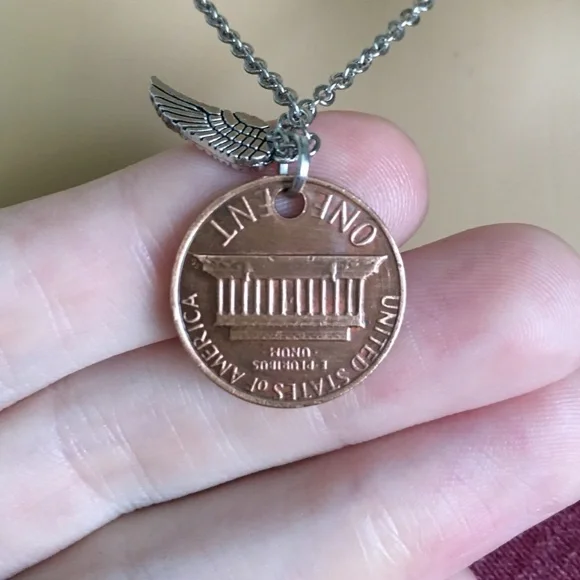 UNITED STATES of AMERICA
E·PLURIBUS
·UNUM·
ONE CENT